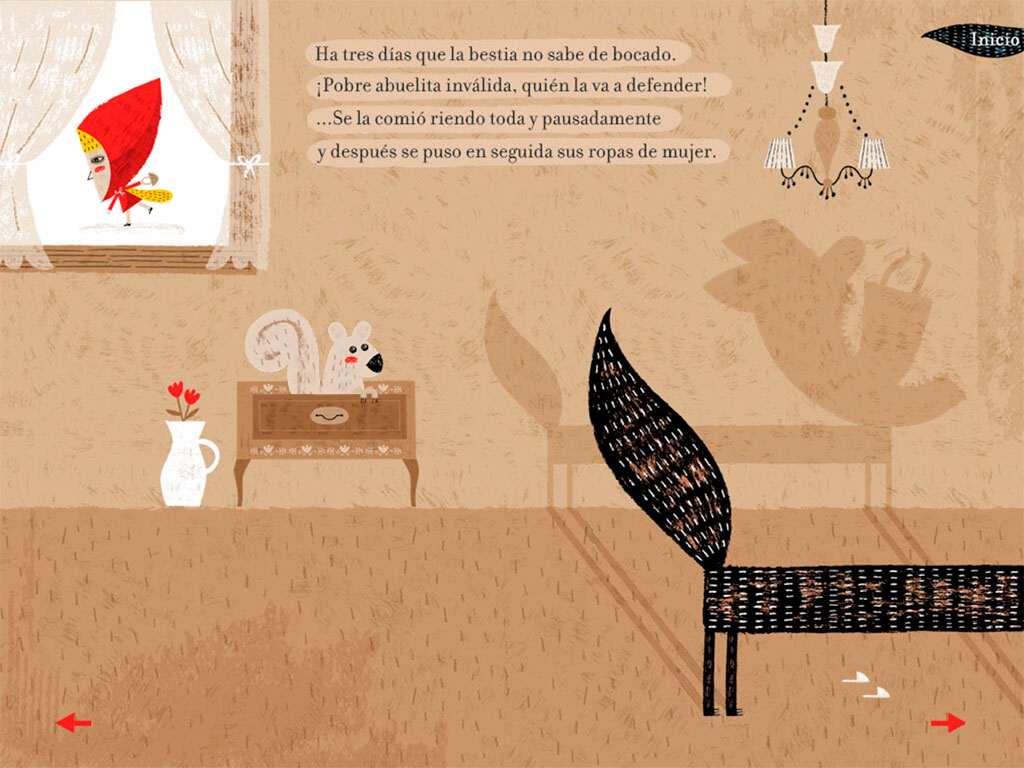 Inicio
Ha tres días que la bestia no sabe de bocado.
¡Pobre abuelita inválida, quién la va a defender!
...Se la comió riendo toda y pausadamente
y después se puso en seguida sus ropas de mujer.